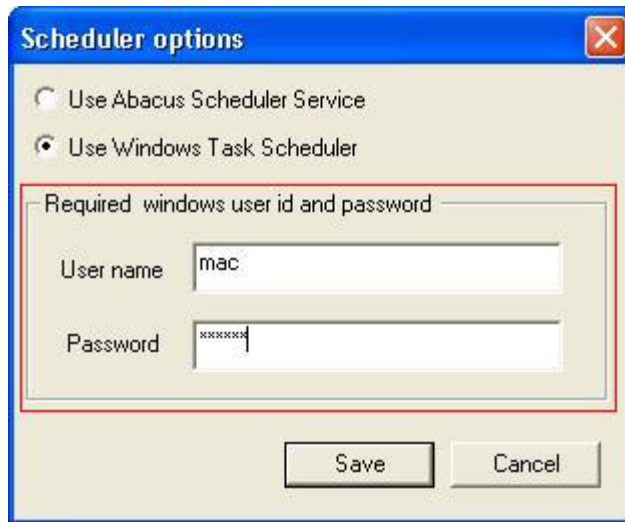 Scheduler options
Use Abacus Scheduler Service
Use Windows Task Scheduler
Required windows user id and password
User name mac
Password ******
Save Cancel